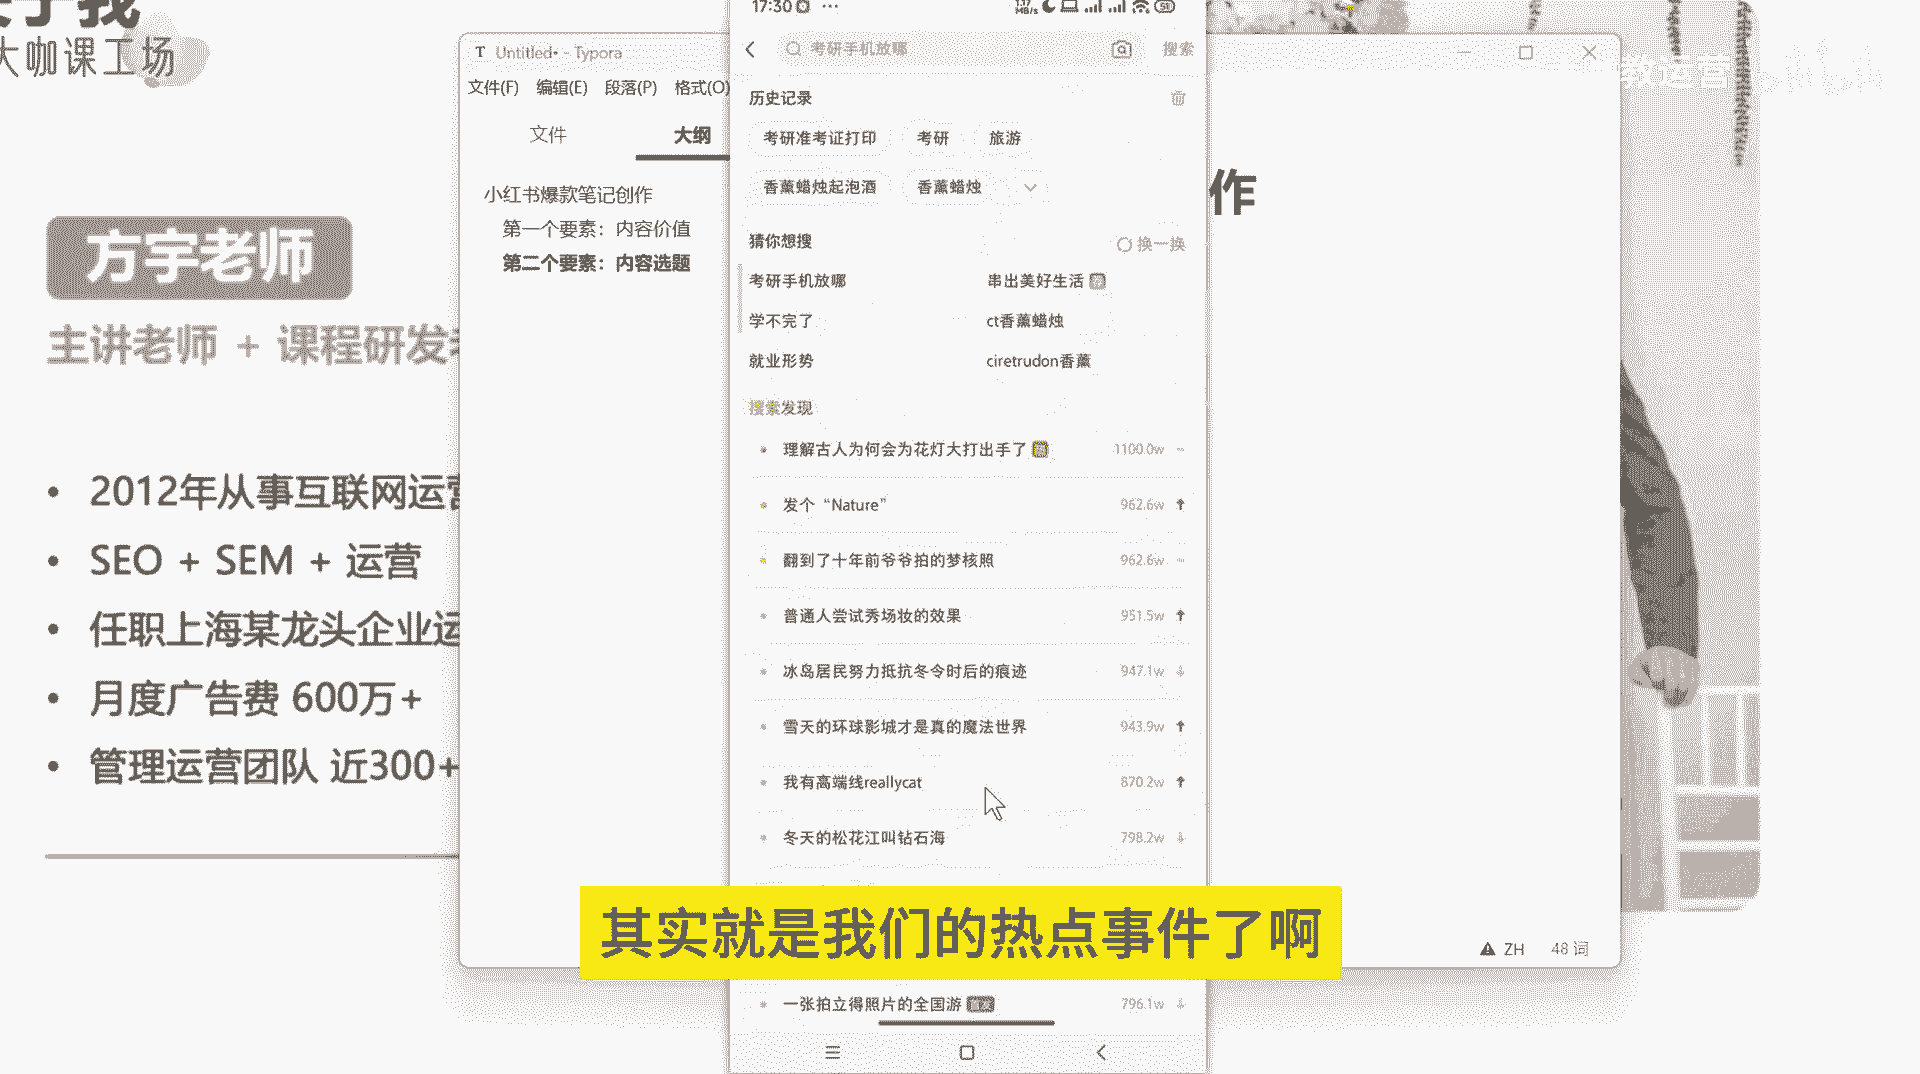 大咖课工场
方宇老师
主讲老师 + 课程研发
2012年从事互联网运营
SEO + SEM + 运营
任职上海某龙头企业运
月度广告费 600万+
管理运营团队 近300+
Untitled• - Typora
文件(F) 编辑(E) 段落(P) 格式(O)
文件 大纲
小红书爆款笔记创作
第一个要素：内容价值
第二个要素：内容选题
作
教运营
ZH 48 词
17:30
考研手机放哪 搜索
历史记录
考研准考证打印 考研 旅游
香薰蜡烛起泡酒 香薰蜡烛
猜你想搜 换一换
考研手机放哪 串出美好生活
学不完了 ct香薰蜡烛
就业形势 ciretrudon香薰
搜索发现
理解古人为何会为花灯大打出手了 1100.0w
发个“Nature” 962.6w
翻到了十年前爷爷拍的梦核照 962.6w
普通人尝试秀场妆的效果 951.5w
冰岛居民努力抵抗冬令时后的痕迹 947.1w
雪天的环球影城才是真的魔法世界 943.9w
我有高端线reallycat 870.2w
冬天的松花江叫钻石海 798.2w
其实就是我们的热点事件了啊
一张拍立得照片的全国游 796.1w